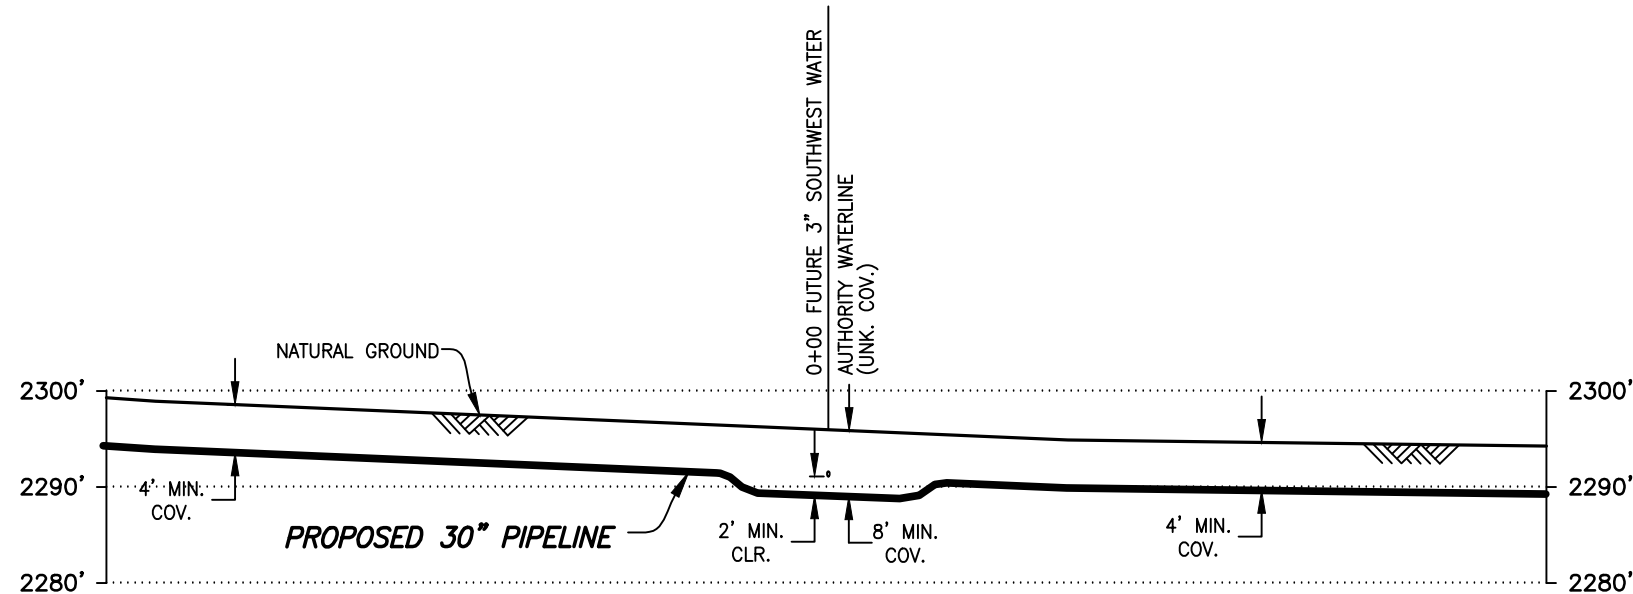 0+00 FUTURE 3" SOUTHWEST WATER
AUTHORITY WATERLINE
(UNK. COV.)
NATURAL GROUND
2300'
2300'
2290'
2290'
4' MIN.
COV.
PROPOSED 30" PIPELINE
2' MIN.
CLR.
8' MIN.
COV.
4' MIN.
COV.
2280'
2280'